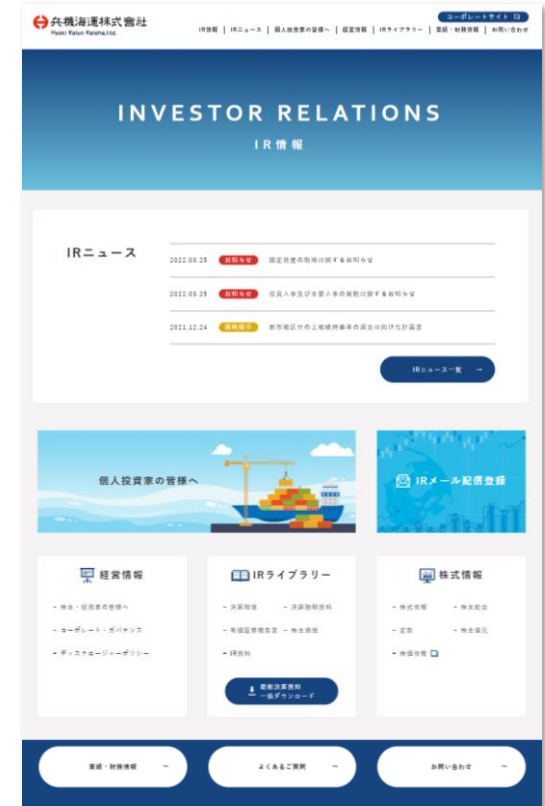 兵機海運株式會社
Hyoki Kaiun Kaisha,Ltd.
コーポレートサイト
IR情報 | IRニュース | 個人投資家の皆様へ | 経営情報 | IRライブラリー | 業績・財務情報 | お問い合わせ
INVESTOR RELATIONS
IR情報
IRニュース
2022.03.25 お知らせ 固定資産の取得に関するお知らせ
2022.03.25 お知らせ 役員人事及び主要人事の異動に関するお知らせ
2021.12.24 適時開示 新市場区分の上場維持基準の適合に向けた計画書
IRニュース一覧 →
個人投資家の皆様へ
IRメール配信登録
経営情報
- 株主・投資家の皆様へ
- コーポレート・ガバナンス
- ディスクロージャーポリシー
IRライブラリー
- 決算短信 - 決算説明資料
- 有価証券報告書 - 株主通信
- IR資料
最新決算資料
一括ダウンロード
株式情報
- 株式情報 - 株主総会
- 定款 - 株主還元
- 株価情報
業績・財務情報
よくあるご質問
お問い合わせ